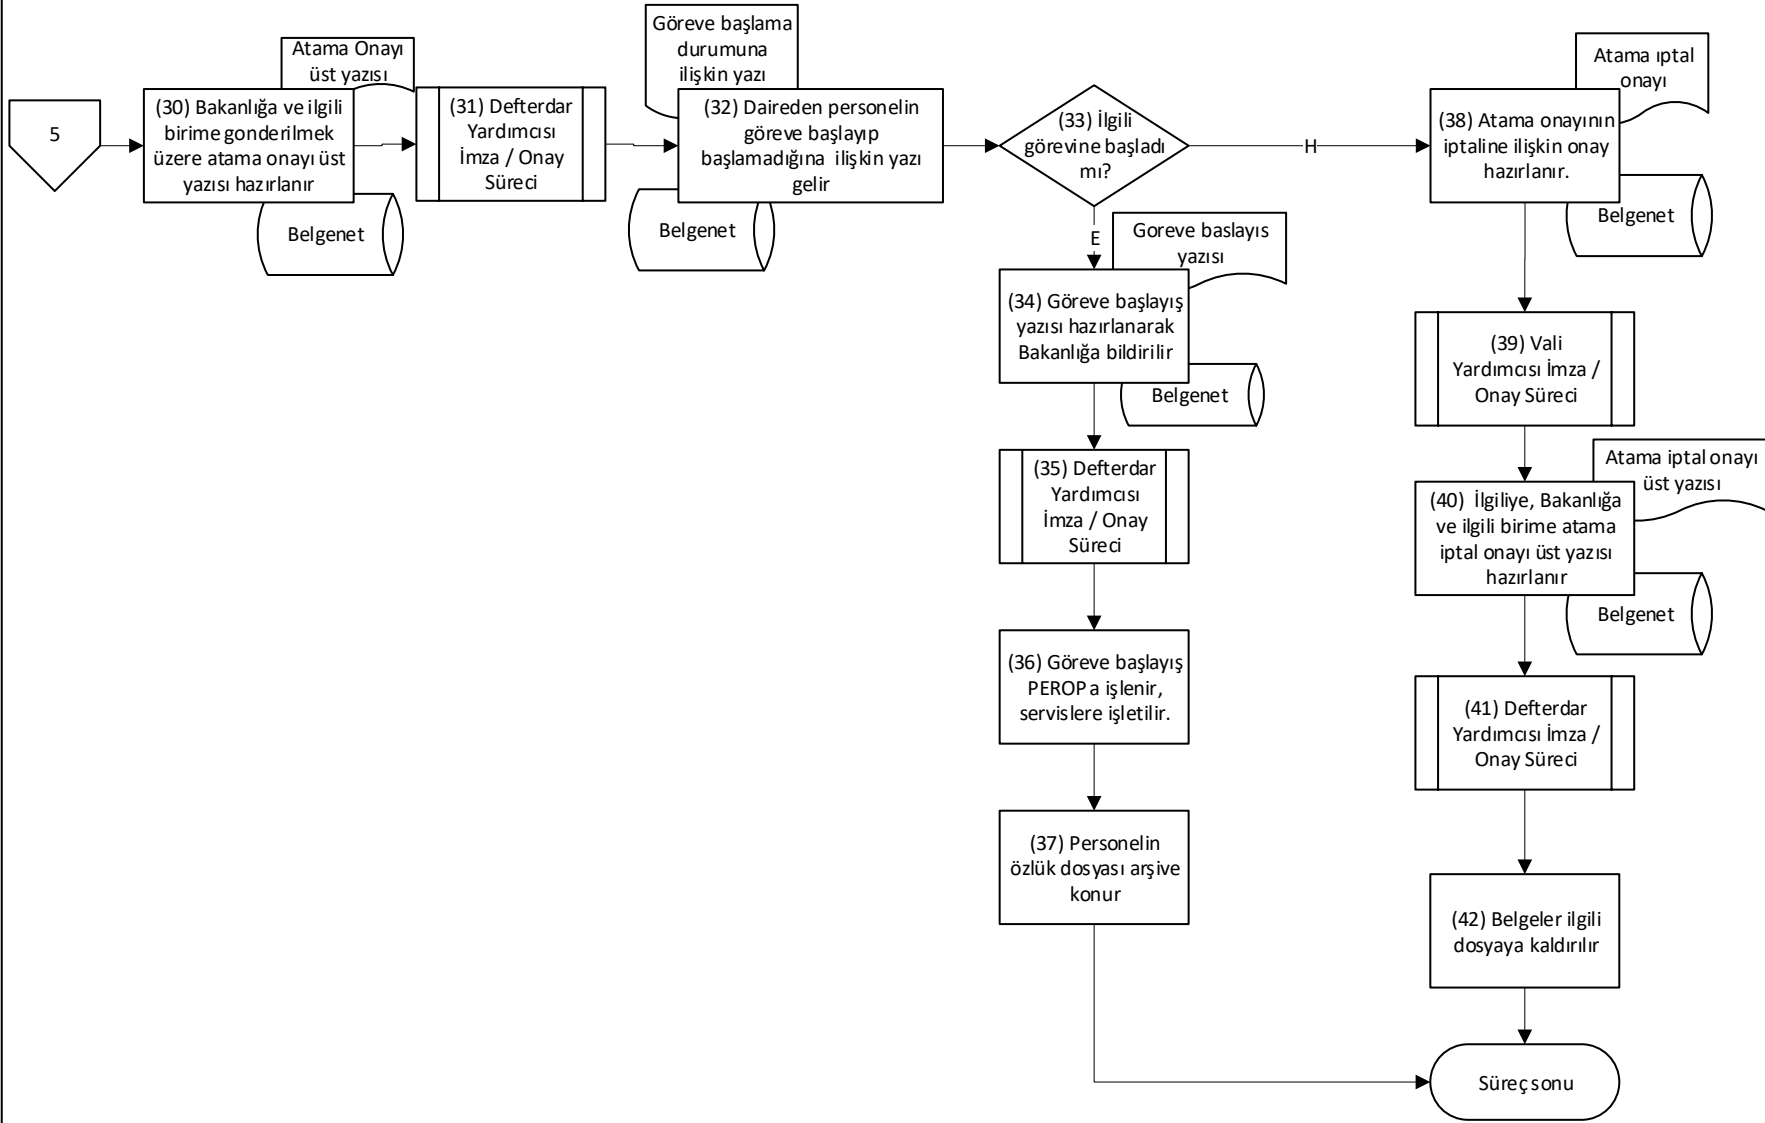 5
Atama Onayı
üst yazısı
(30) Bakanlığa ve ilgili
birime gonderilmek
üzere atama onayı üst
yazısı hazırlanır
Belgenet
(31) Defterdar
Yardımcısı
İmza / Onay
Süreci
Göreve başlama
durumuna
ilişkin yazı
(32) Daireden personelin
göreve başlayıp
başlamadığına ilişkin yazı
gelir
Belgenet
(33) İlgili
görevine başladı
mı?
H
E
Goreve baslayıs
yazısı
(34) Göreve başlayış
yazısı hazırlanarak
Bakanlığa bildirilir
Belgenet
(35) Defterdar
Yardımcısı
İmza / Onay
Süreci
(36) Göreve başlayış
PEROPa işlenir,
servislere işletilir.
(37) Personelin
özlük dosyası arşive
konur
Atama ıptal
onayı
(38) Atama onayının
iptaline ilişkin onay
hazırlanır.
Belgenet
(39) Vali
Yardımcısı İmza /
Onay Süreci
Atama iptal onayı
üst yazısı
(40) İlgiliye, Bakanlığa
ve ilgili birime atama
iptal onayı üst yazısı
hazırlanır
Belgenet
(41) Defterdar
Yardımcısı İmza /
Onay Süreci
(42) Belgeler ilgili
dosyaya kaldırılır
Süreç sonu